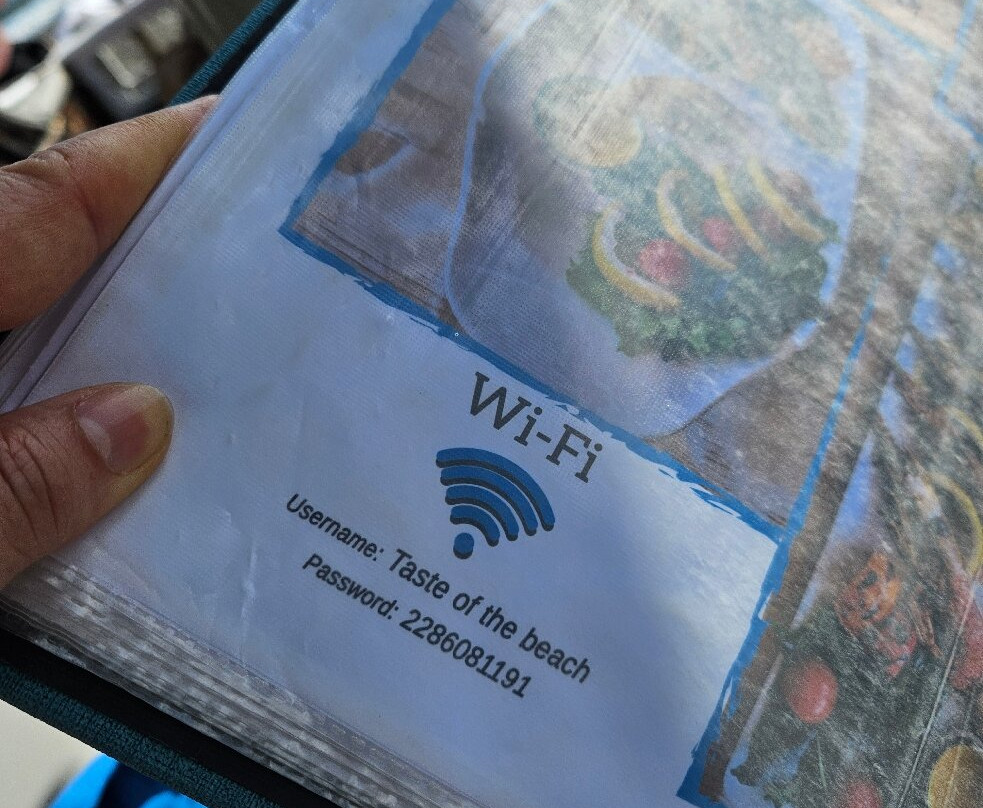 Wi-Fi
Username: Taste of the beach
Password: 2286081191